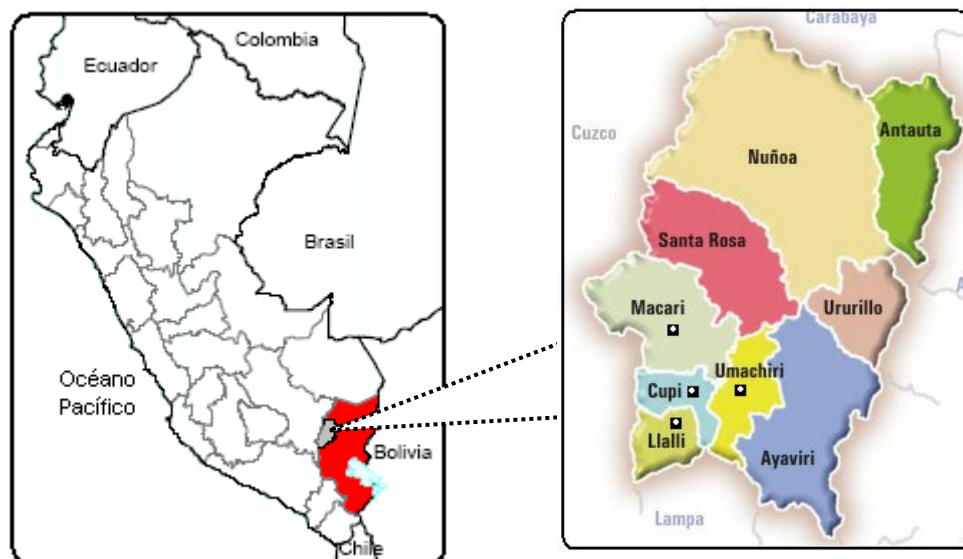 Colombia
Ecuador
Brasil
Océano
Pacífico
Bolivia
Chile
Carabaya
Cuzco
Antauta
Nuñoa
Santa Rosa
Macari
Ururillo
A
Umachiri
Cupi
Llalli
Ayaviri
Lampa